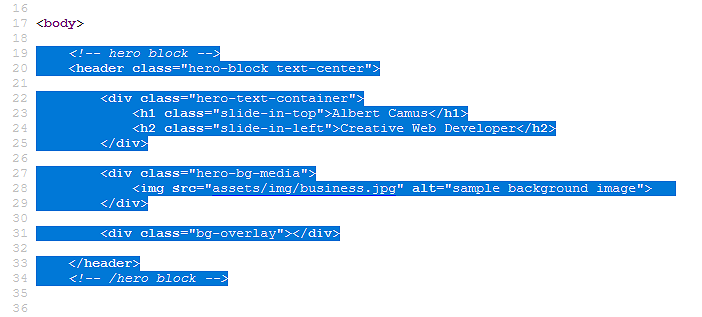 16
17 <body>
18
19 <!-- hero block -->
20 <header class="hero-block text-center">
21
22 <div class="hero-text-container">
23 <h1 class="slide-in-top">Albert Camus</h1>
24 <h2 class="slide-in-left">Creative Web Developer</h2>
25 </div>
26
27 <div class="hero-bg-media">
28 <img src="assets/img/business.jpg" alt="sample background image">
29 </div>
30
31 <div class="bg-overlay"></div>
32
33 </header>
34 <!-- /hero block -->
35
36